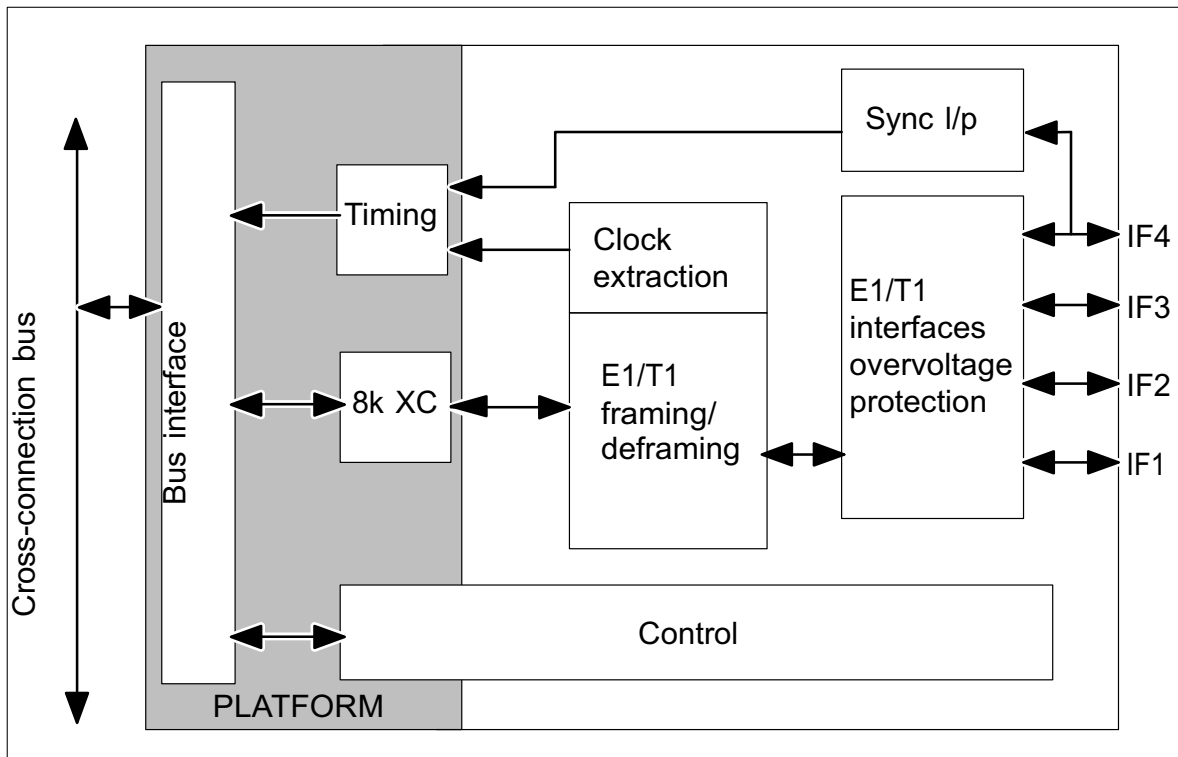 Cross-connection bus
Bus interface
PLATFORM
Timing
8k XC
Control
Clock
extraction
E1/T1
framing/
deframing
Sync I/p
E1/T1
interfaces
overvoltage
protection
IF4
IF3
IF2
IF1